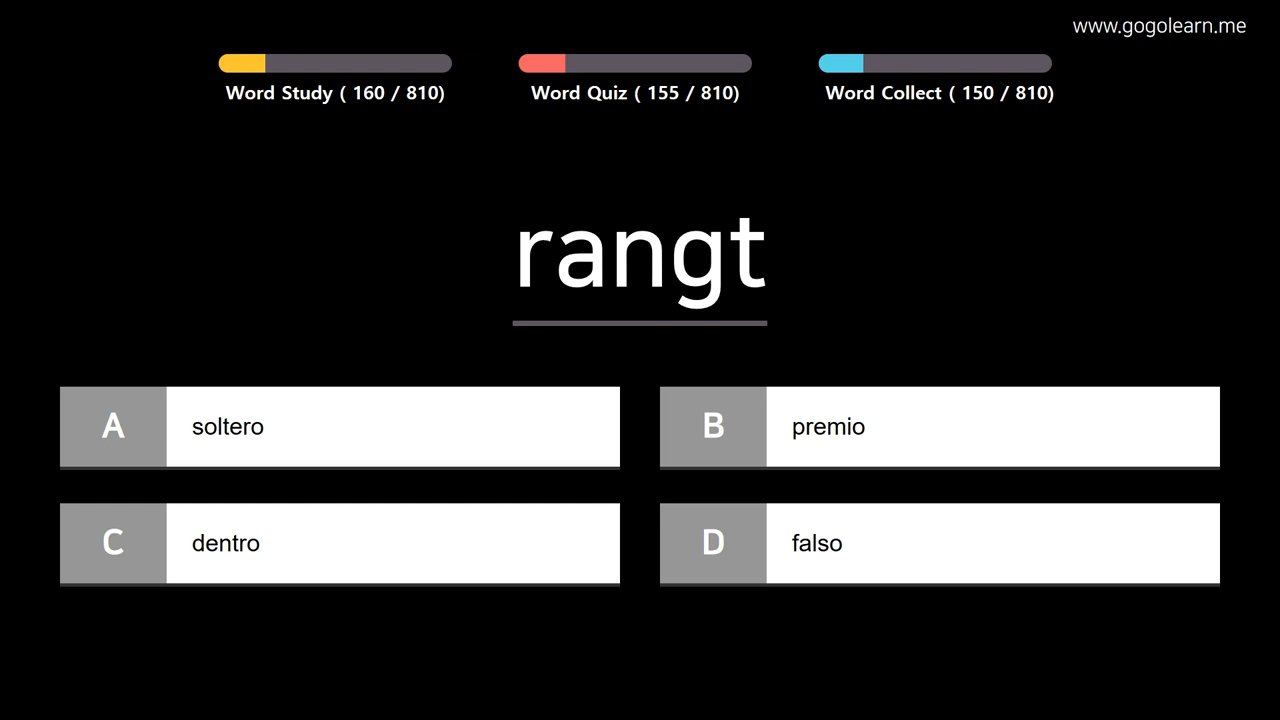 www.gogolearn.me
Word Study ( 160 / 810)
Word Quiz ( 155 / 810)
Word Collect ( 150 / 810)
rangt
A soltero
B premio
C dentro
D falso